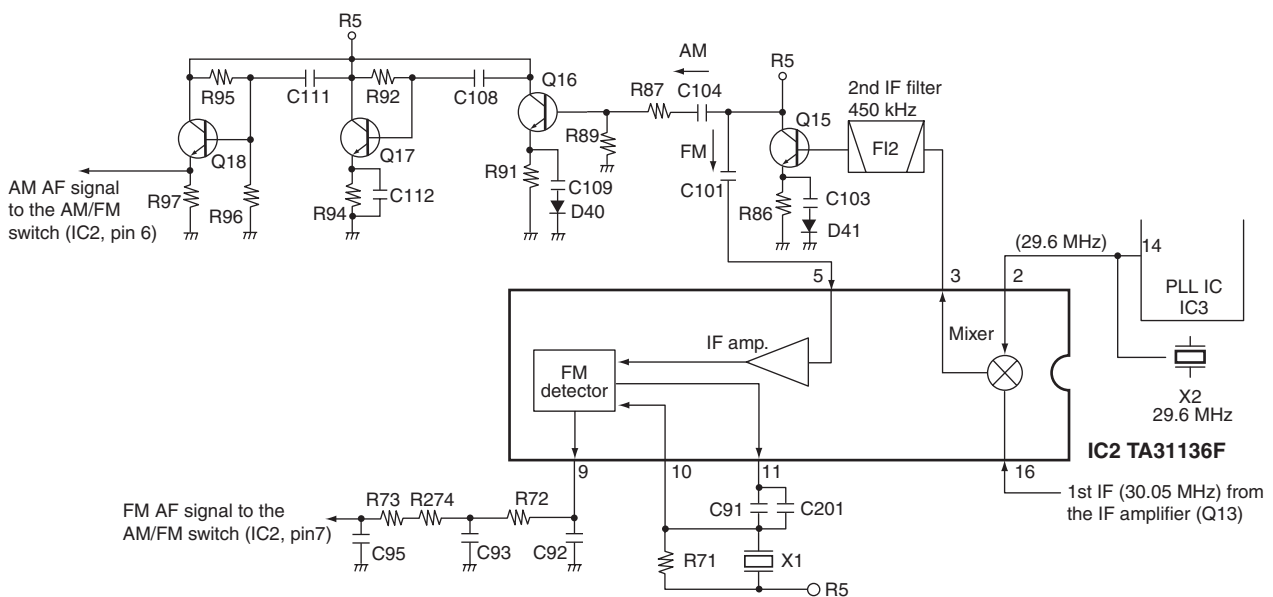 R5
R95
C111
R92
C108
Q16
Q18
Q17
R97
R96
R94
C112
R91
C109
D40
R89
R87
AM
C104
FM
C101
R5
Q15
R86
C103
D41
2nd IF filter
450 kHz
FI2
AM AF signal
to the AM/FM
switch (IC2, pin 6)
(29.6 MHz)
14
PLL IC
IC3
X2
29.6 MHz
5
3
2
Mixer
IF amp.
FM
detector
IC2 TA31136F
9
10
11
16
1st IF (30.05 MHz) from
the IF amplifier (Q13)
FM AF signal to the
AM/FM switch (IC2, pin7)
R73
R274
R72
C95
C93
C92
C91
C201
R71
X1
R5